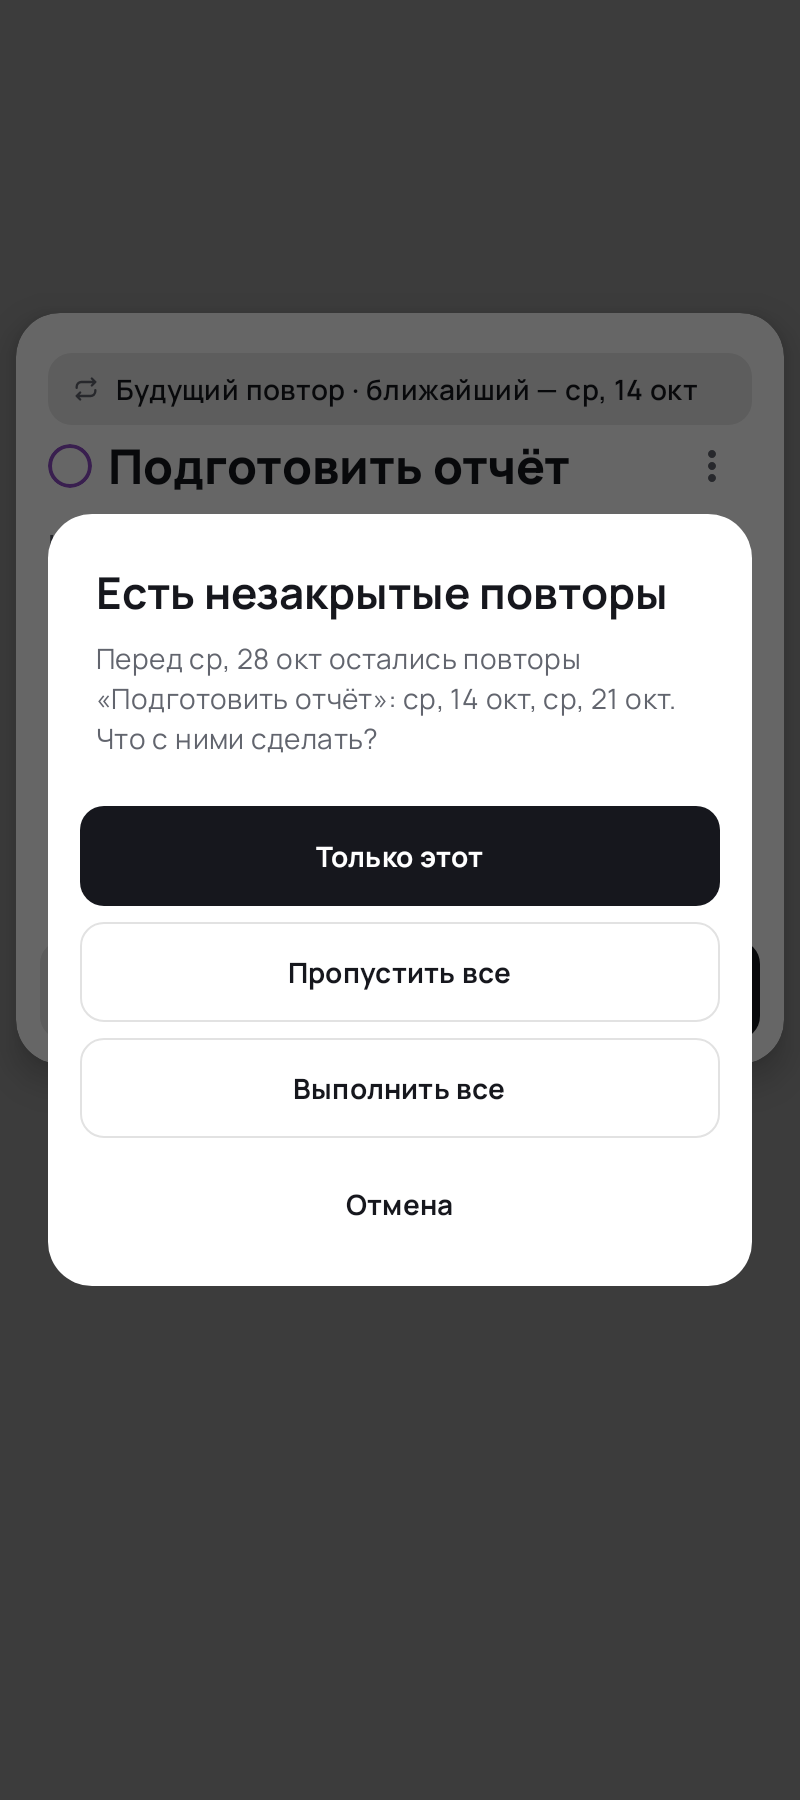 Будущий повтор · ближайший — ср, 14 окт
Подготовить отчёт
Есть незакрытые повторы
Перед ср, 28 окт остались повторы
«Подготовить отчёт»: ср, 14 окт, ср, 21 окт.
Что с ними сделать?
Только этот
Пропустить все
Выполнить все
Отмена